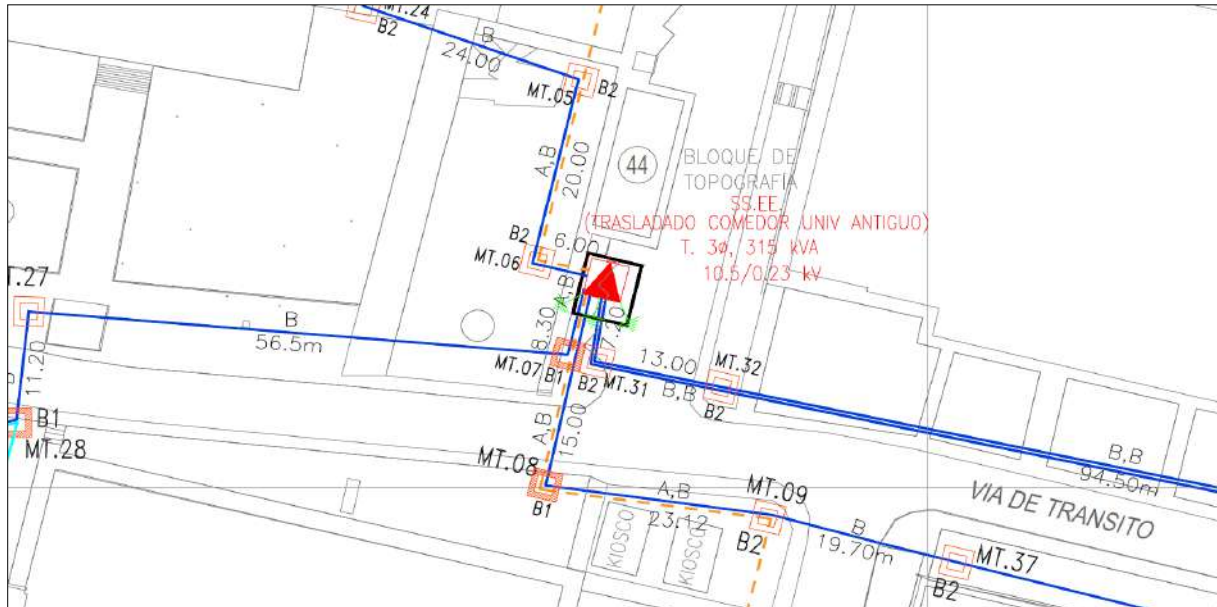 MT.24
B2
B
24.00
MT.05
B2
A,B
20.00
44
BLOQUE DE
TOPOGRAFÍA
SS.EE.
(TRASLADADO COMEDOR UNIV ANTIGUO)
T. 3ø, 315 kVA
10.5/0.23 kV
B2
6.00
MT.06
A,B
8.30
7.20
T.27
B
56.5m
11.20
MT.07
B1
B2
MT.31
13.00
B,B
MT.32
B2
B1
MT.28
A,B
15.00
MT.08
B1
A,B
23.12
MT.09
B2
B
19.70m
B,B
94.50m
VIA DE TRANSITO
MT.37
B2
KIOSCO
KIOSCO